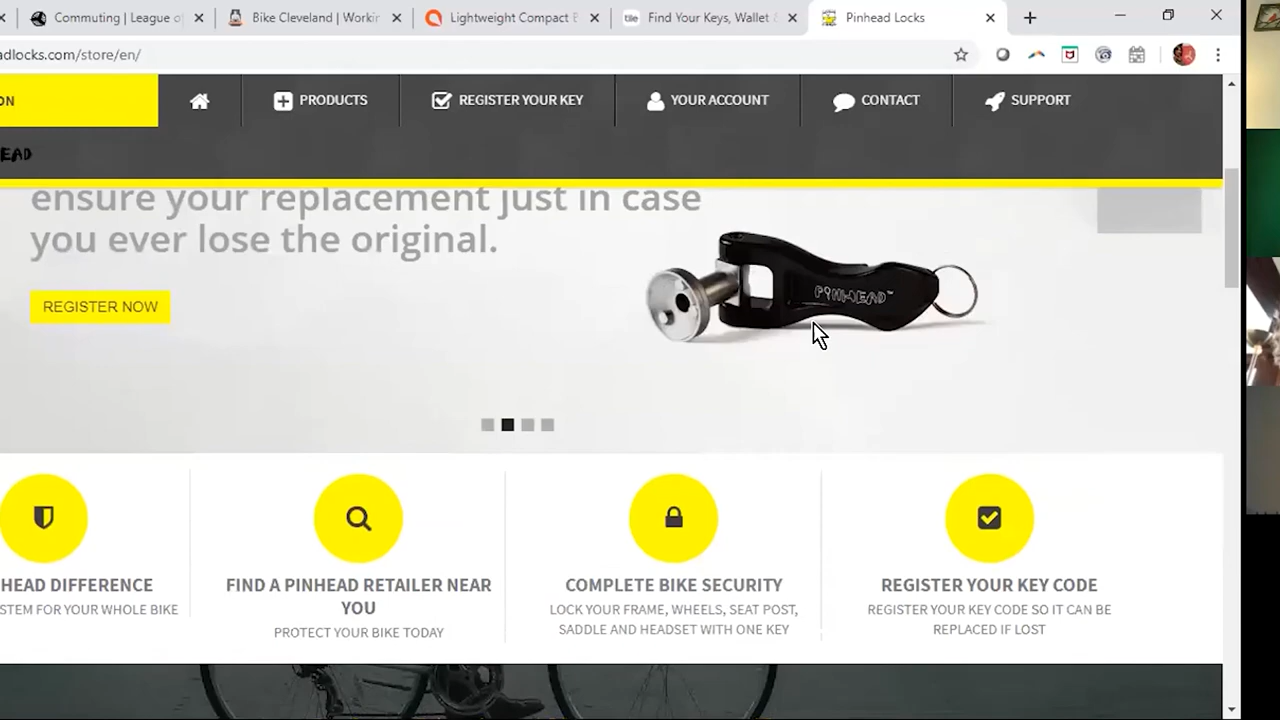 Commuting | League o
Bike Cleveland | Workin
Lightweight Compact
tile
Find Your Keys, Wallet
Pinhead Locks
adlocks.com/store/en/
ON
PRODUCTS
REGISTER YOUR KEY
YOUR ACCOUNT
CONTACT
SUPPORT
EAD
ensure your replacement just in case
you ever lose the original.
PINHEAD™
REGISTER NOW
HEAD DIFFERENCE
STEM FOR YOUR WHOLE BIKE
FIND A PINHEAD RETAILER NEAR
YOU
PROTECT YOUR BIKE TODAY
COMPLETE BIKE SECURITY
LOCK YOUR FRAME, WHEELS, SEAT POST,
SADDLE AND HEADSET WITH ONE KEY
REGISTER YOUR KEY CODE
REGISTER YOUR KEY CODE SO IT CAN BE
REPLACED IF LOST